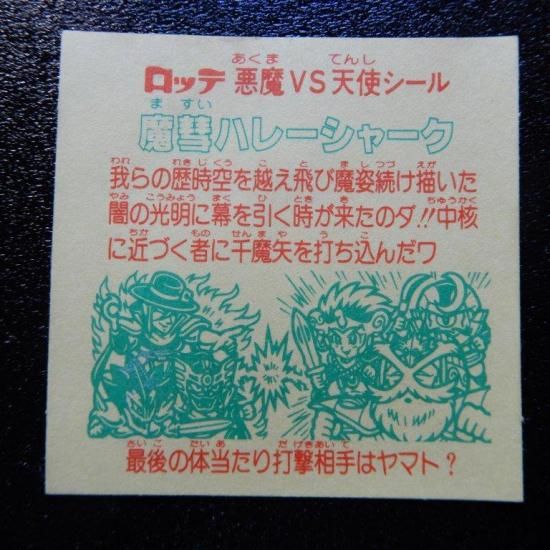 ロッテ 悪魔VS天使シール
魔彗ハレーシャーク
我らの歴時空を越え飛び魔姿続け描いた
闇の光明に幕を引く時が来たのダ!!中核
に近づく者に千魔矢を打ち込んだワ
最後の体当たり打撃相手はヤマト?